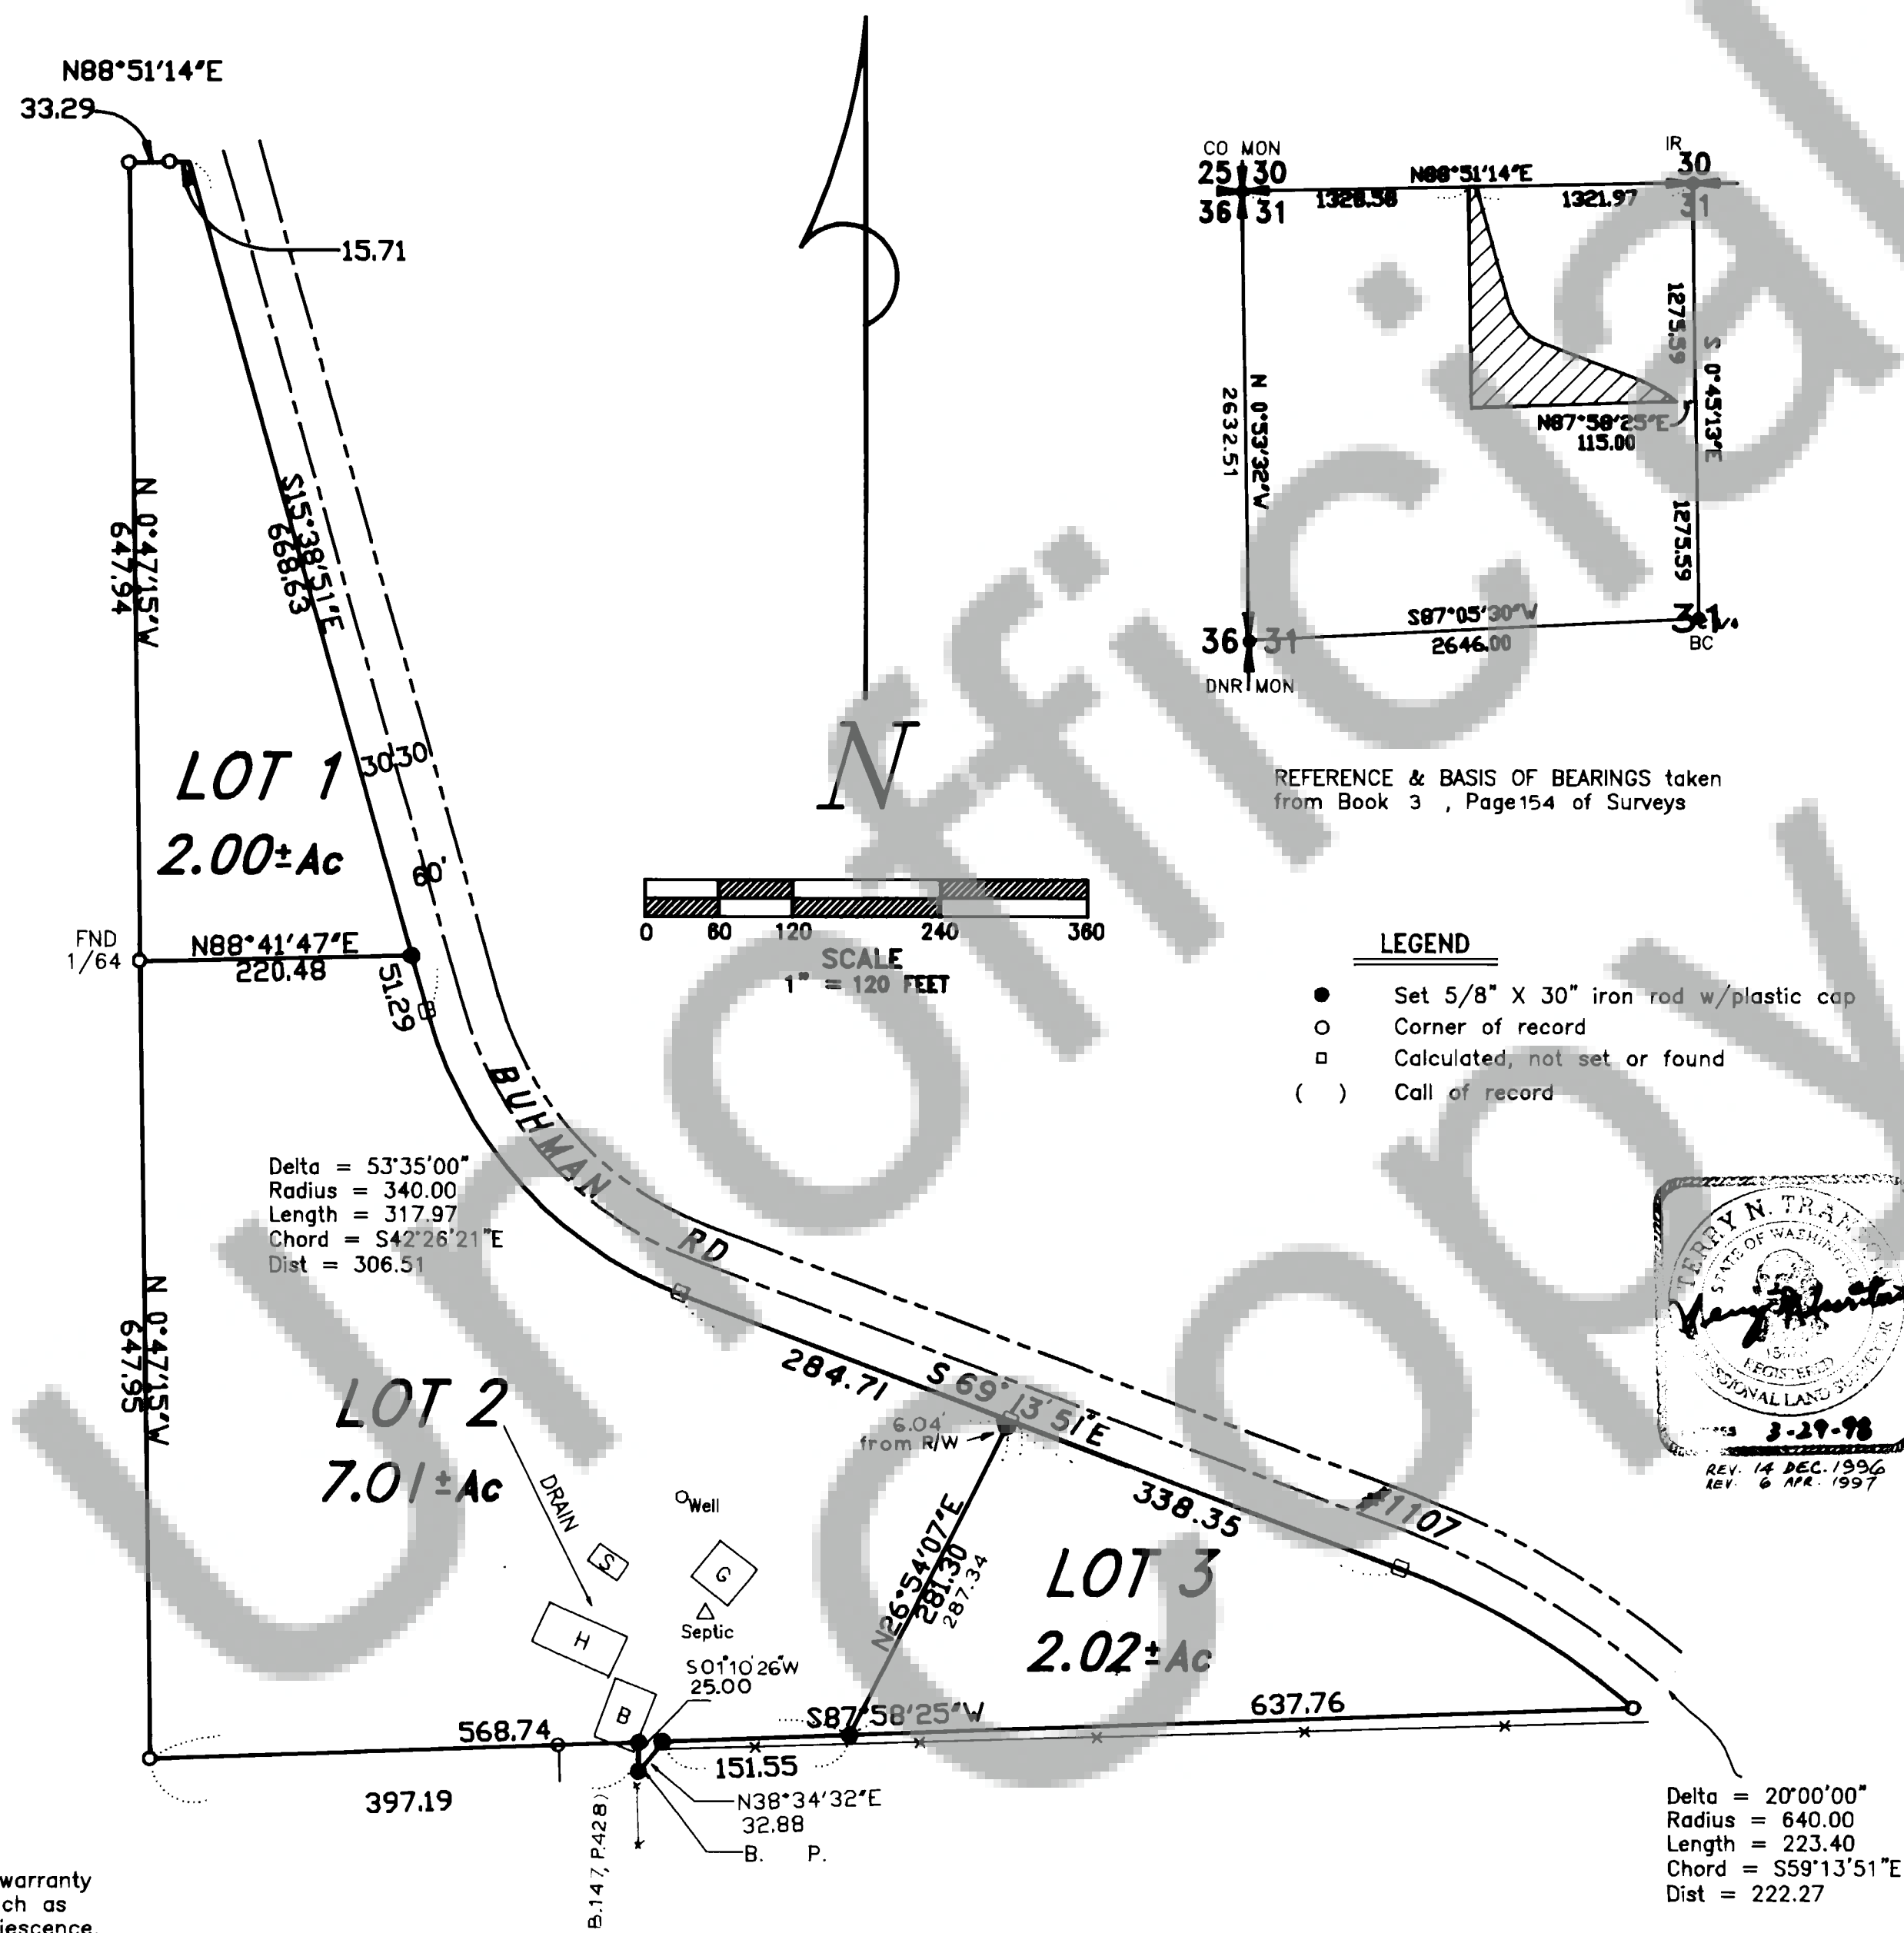 N88°51'14"E
33.29
15.71
N 0°47'15"W
647.94
S15°38'51"E
668.63
LOT 1
2.00±Ac
30 30
60'
FND
1/64
N88°41'47"E
220.48
51.29
CO MON
25 30
36 31
N88°51'14"E
1321.97
IR
30
31
1275.59
S 0°45'13"E
1275.59
N 0°53'32"W
2632.51
N87°58'25"E
115.00
S87°05'30"W
2646.00
36 31
DNR MON
BC
N
REFERENCE & BASIS OF BEARINGS taken
from Book 3 , Page154 of Surveys
0 60 120 240 360
SCALE
1" = 120 FEET
LEGEND
Set 5/8" X 30" iron rod w/plastic cap
Corner of record
Calculated, not set or found
( ) Call of record
BUHMAN RD
Delta = 53°35'00"
Radius = 340.00
Length = 317.97
Chord = S42°26'21"E
Dist = 306.51
N 0°47'15"W
647.95
LOT 2
7.01±Ac
DRAIN
Well
S
G
H
Septic
B
S01°10'26"W
25.00
284.71
S 69°13'51"E
6.04'
from R/W
N26°54'07"E
281.30
287.34
338.35
#1107
LOT 3
2.02±Ac
S87°58'25"W
637.76
568.74
151.55
397.19
N38°34'32"E
32.88
B. P.
B.147, P.428)
TERRY N.
STATE OF WASHING
REGISTERED
SIONAL LAND
3-29-98
REV. 14 DEC. 1996
REV. 6 APR. 1997
Delta = 20°00'00"
Radius = 640.00
Length = 223.40
Chord = S59°13'51"E
Dist = 222.27
warranty
ch as
iescence.
Unofficial
Copy